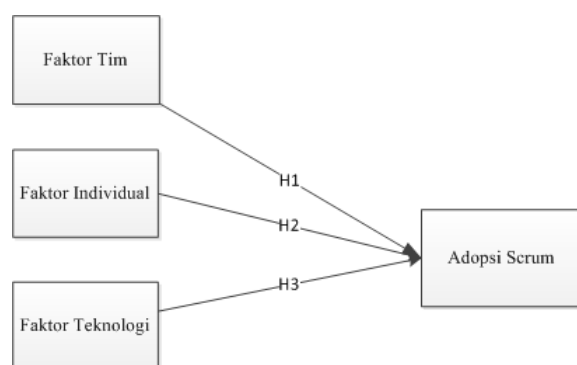 Faktor Tim
H1
Faktor Individual
H2
Adopsi Scrum
H3
Faktor Teknologi